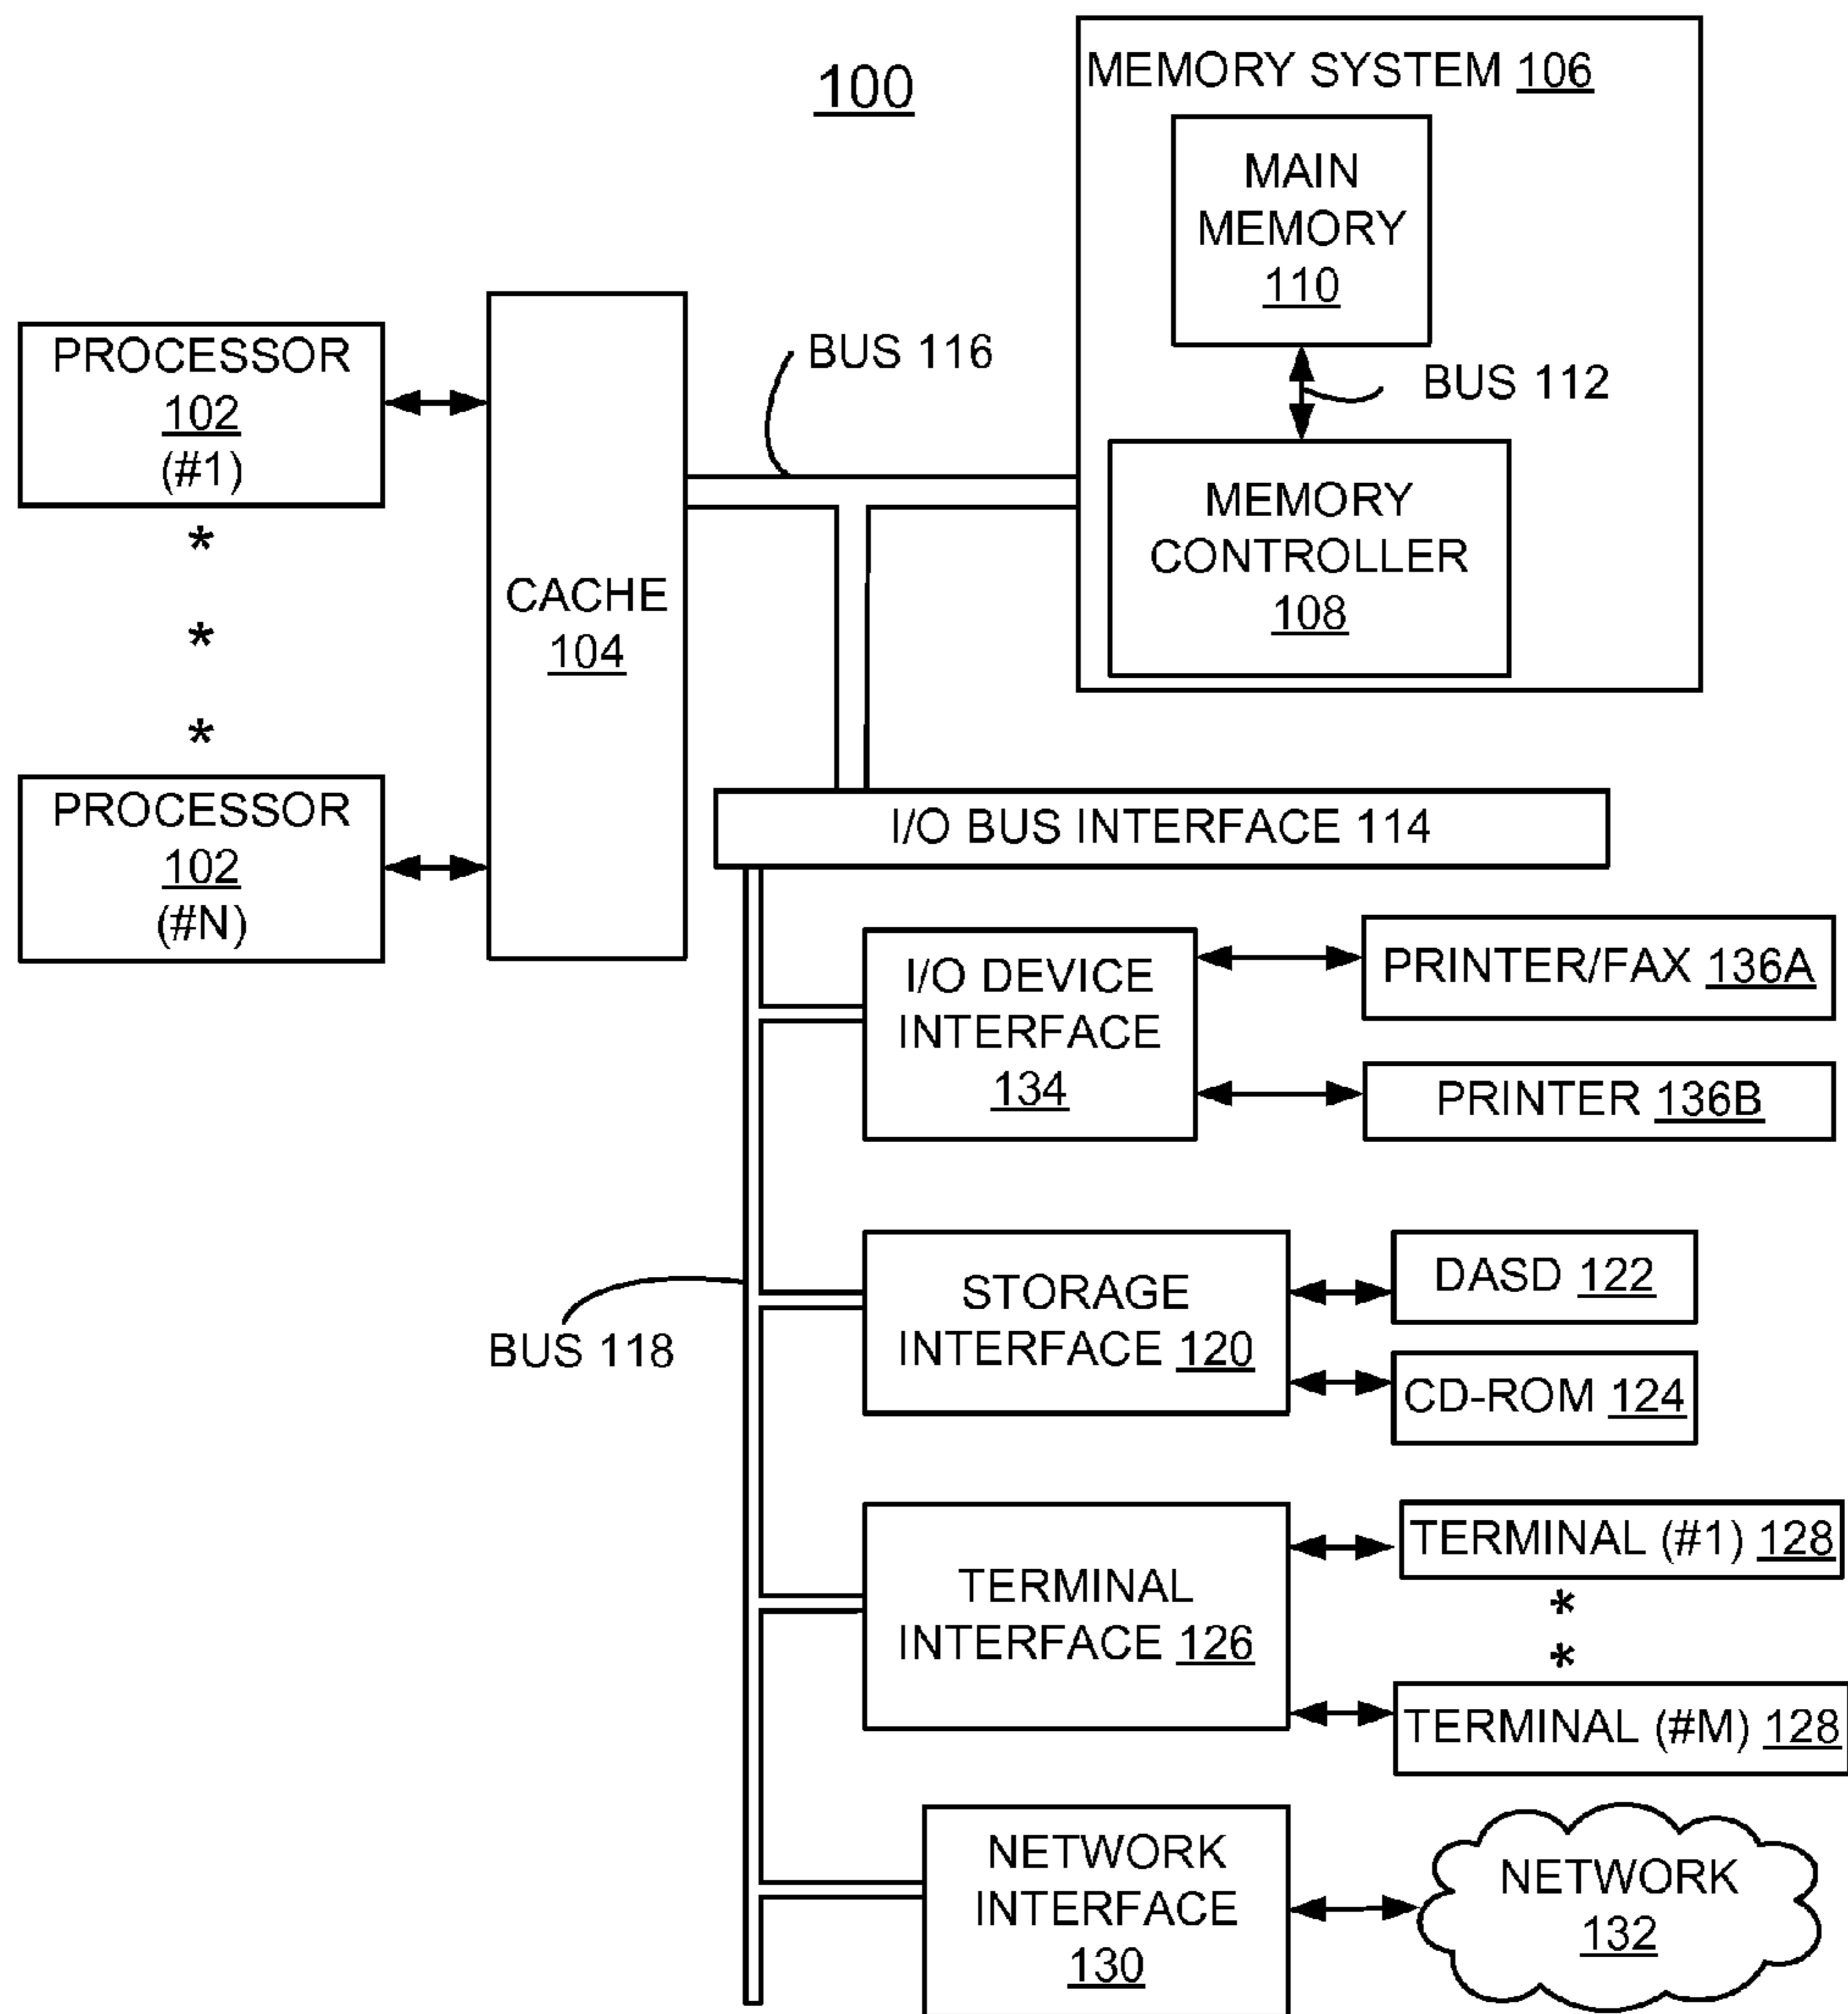 100
MEMORY SYSTEM 106
MAIN
MEMORY
110
BUS 112
MEMORY
CONTROLLER
108
PROCESSOR
102
(#1)
*
*
*
PROCESSOR
102
(#N)
CACHE
104
BUS 116
I/O BUS INTERFACE 114
I/O DEVICE
INTERFACE
134
PRINTER/FAX 136A
PRINTER 136B
BUS 118
STORAGE
INTERFACE 120
DASD 122
CD-ROM 124
TERMINAL
INTERFACE 126
TERMINAL (#1) 128
*
*
TERMINAL (#M) 128
NETWORK
INTERFACE
130
NETWORK
132